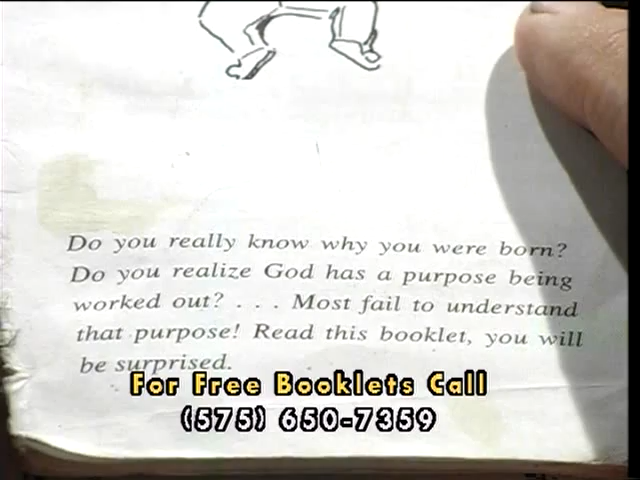 Do you really know why you were born?
Do you realize God has a purpose being
worked out? . . . Most fail to understand
that purpose! Read this booklet, you will
be surprised.
For Free Booklets Call
(575) 650-7359